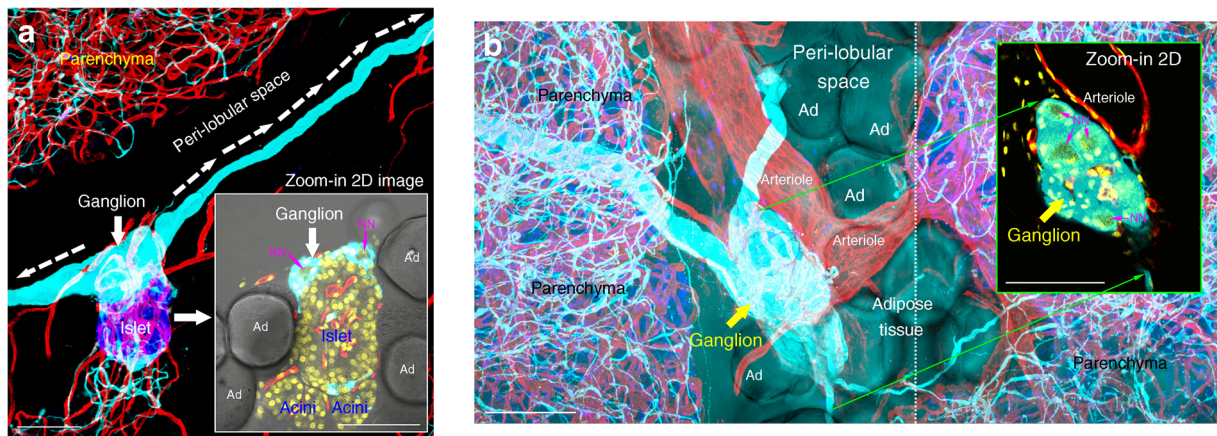 a
Parenchyma
Peri-lobular space
Ganglion
Islet
Zoom-in 2D image
Ganglion
NN
NN
Ad
Ad
Ad
Ad
Islet
Acini
Acini
b
Parenchyma
Parenchyma
Peri-lobular
space
Ad
Ad
Ad
Arteriole
Arteriole
Ganglion
Adipose
tissue
Ad
Parenchyma
Zoom-in 2D
Arteriole
NN
NN
Ganglion